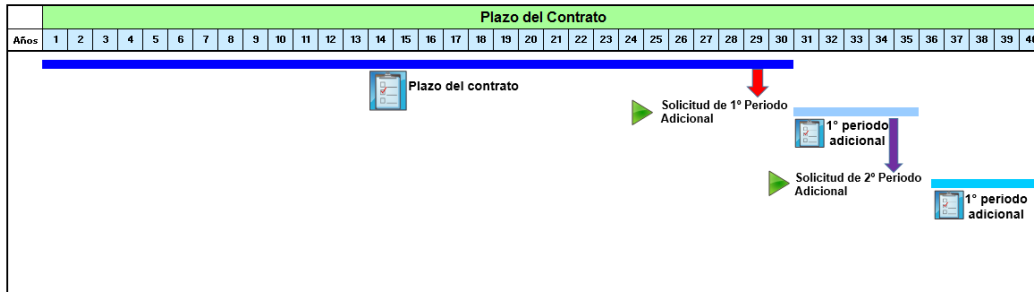 Plazo del Contrato
Años 1 2 3 4 5 6 7 8 9 10 11 12 13 14 15 16 17 18 19 20 21 22 23 24 25 26 27 28 29 30 31 32 33 34 35 36 37 38 39 40
Plazo del contrato
Solicitud de 1º Periodo
Adicional
1° periodo
adicional
Solicitud de 2º Periodo
Adicional
1° periodo
adicional